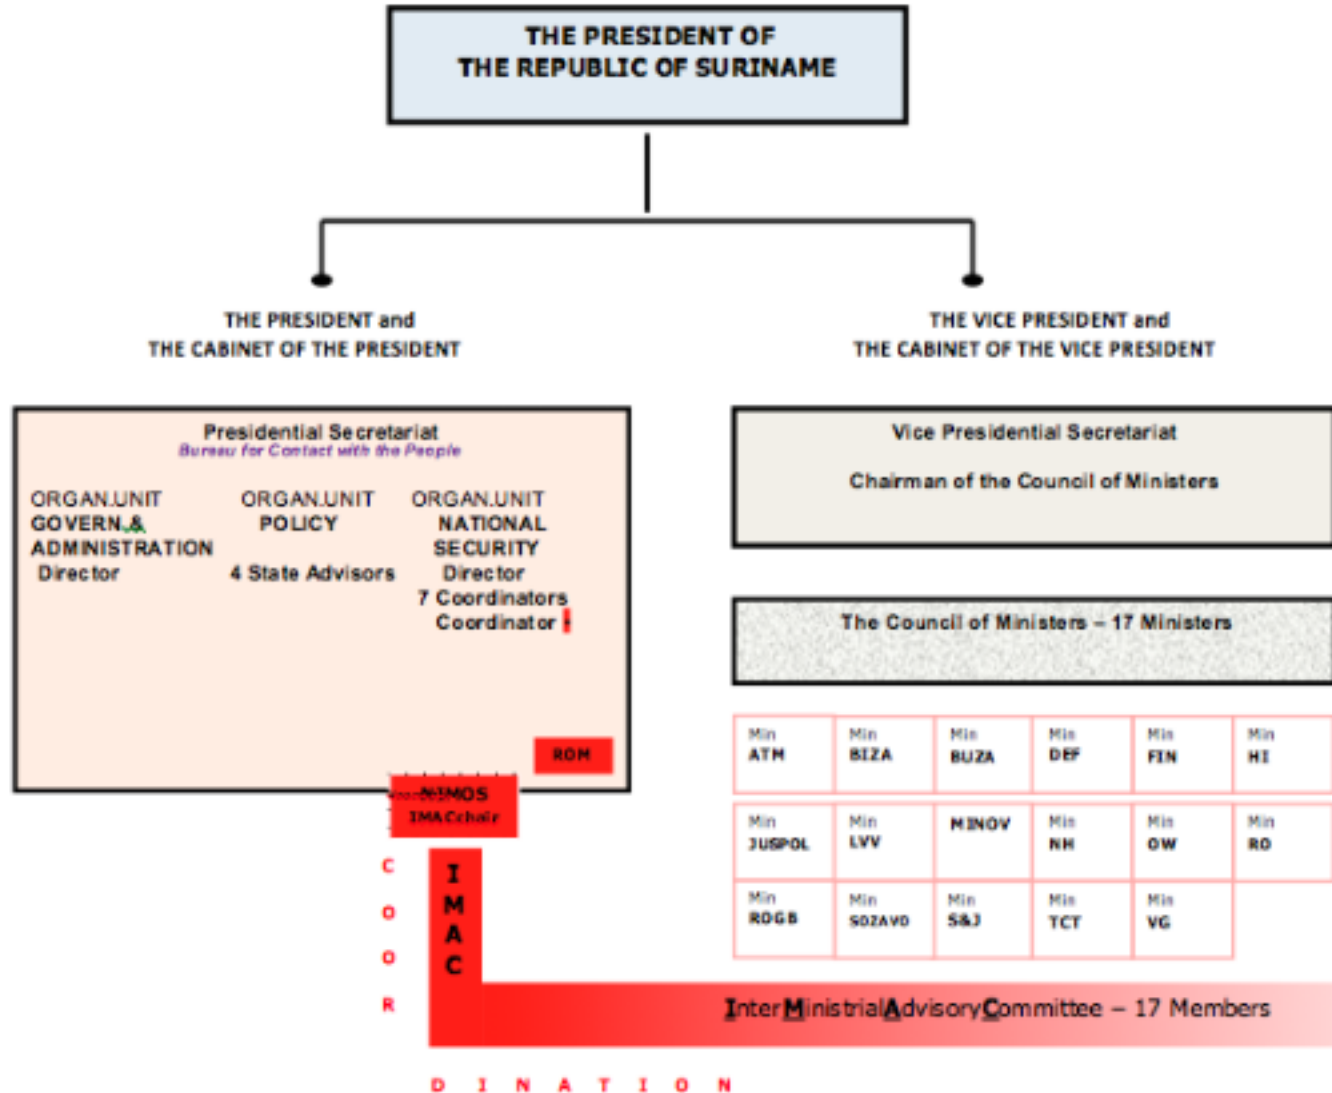 THE PRESIDENT OF
THE REPUBLIC OF SURINAME
THE PRESIDENT and
THE CABINET OF THE PRESIDENT
THE VICE PRESIDENT and
THE CABINET OF THE VICE PRESIDENT
Presidential Secretariat
Bureau for Contact with the People
ORGAN.UNIT
GOVERN.&
ADMINISTRATION
Director
ORGAN.UNIT
POLICY
4 State Advisors
ORGAN.UNIT
NATIONAL
SECURITY
Director
7 Coordinators
Coordinator
ROM
NIMOS
IMACchair
Vice Presidential Secretariat
Chairman of the Council of Ministers
The Council of Ministers – 17 Ministers
Min
ATM
Min
BIZA
Min
BUZA
Min
DEF
Min
FIN
Min
HI
Min
JUSPOL
Min
LVV
MINOV
Min
NH
Min
OW
Min
RO
Min
ROGB
Min
SOZAVO
Min
S&J
Min
TCT
Min
VG
C
O
O
R
I
M
A
C
InterMinistrialAdvisoryCommittee – 17 Members
D I N A T I O N